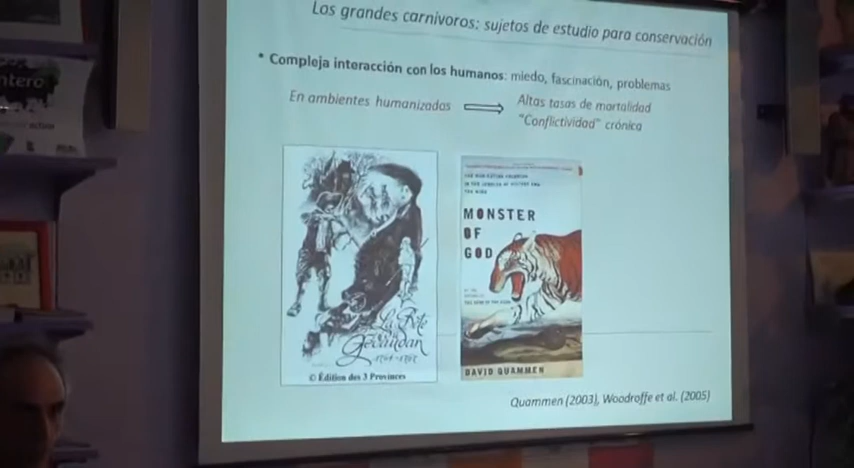 Los grandes carnívoros: sujetos de estudio para conservación
* Compleja interacción con los humanos: miedo, fascinación, problemas
En ambientes humanizados
Altas tasas de mortalidad
"Conflictividad" crónica
MONSTER
OF
GOD
La Bête
Gévaudan
1764-1767
© Édition des 3 Provinces
DAVID QUAMMEN
Quammen (2003), Woodroffe et al. (2005)